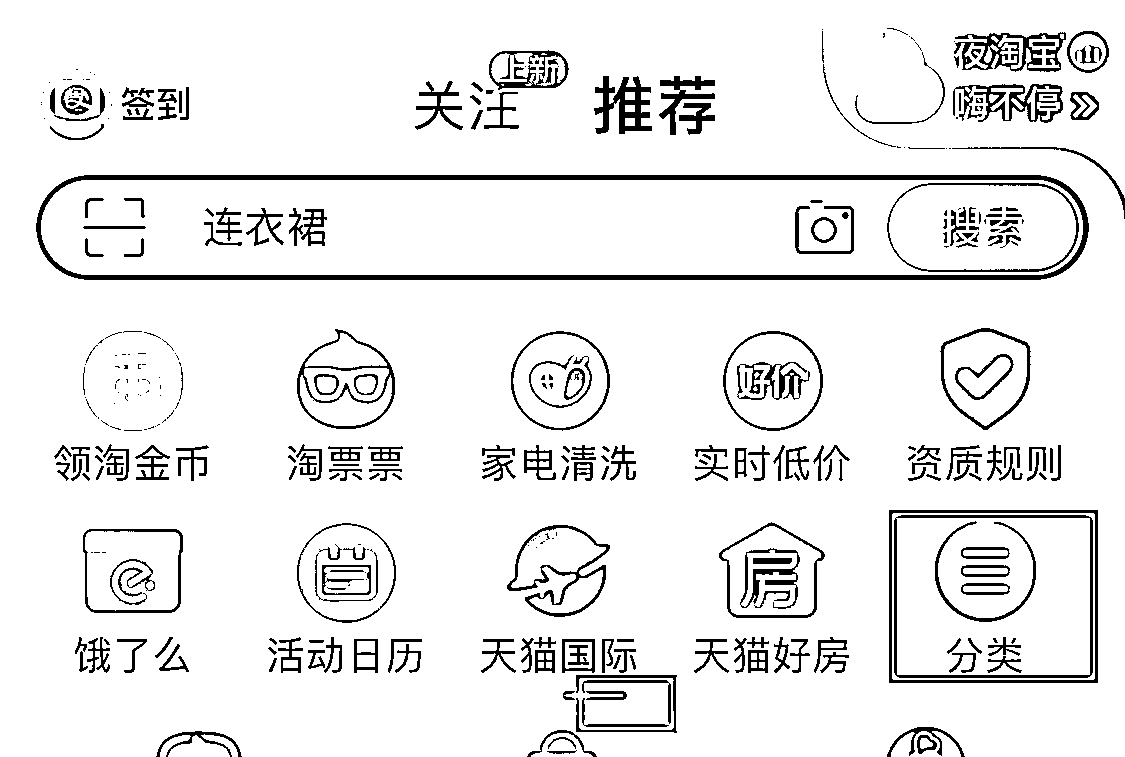 签到
关注
上新
推荐
夜淘宝
嗨不停
连衣裙
搜索
好价
领淘金币
淘票票
家电清洗
实时低价
资质规则
房
饿了么
活动日历
天猫国际
天猫好房
分类